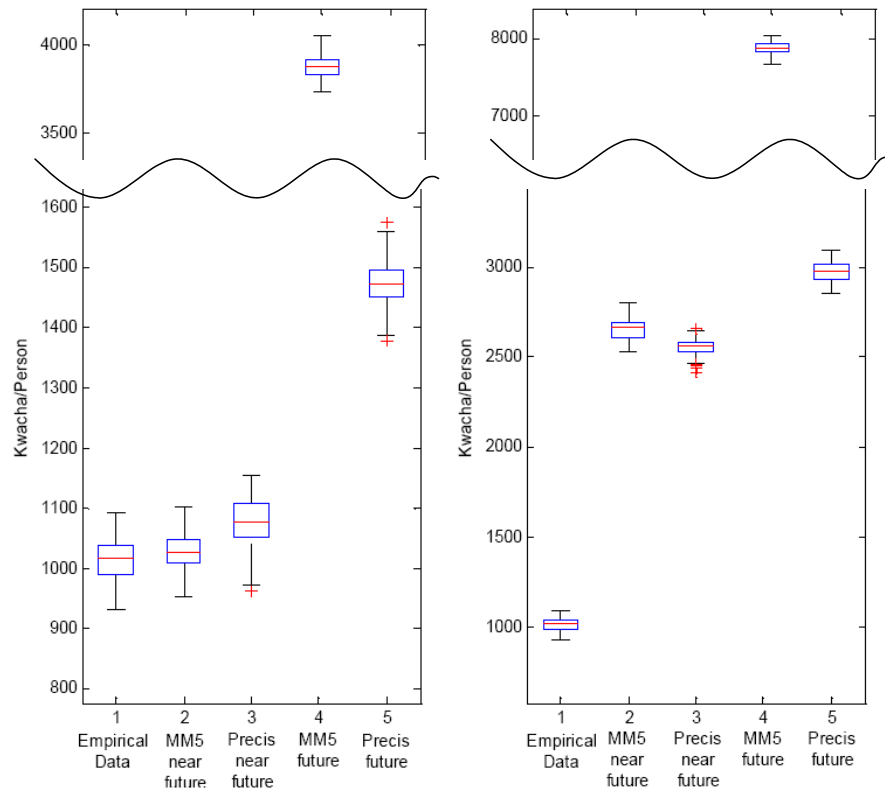 4000
3500
1600
1500
1400
1300
1200
1100
1000
900
800
Kwacha/Person
1 2 3 4 5
Empirical Data
MM5 near future
Precis near future
MM5 future
Precis future
8000
7000
3000
2500
2000
1500
1000
Kwacha/Person
1 2 3 4 5
Empirical Data
MM5 near future
Precis near future
MM5 future
Precis future